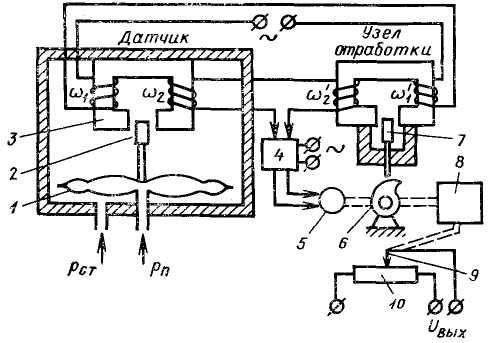 Датчик
Узел
отработки
~
ω₁
ω₂
ω₂'
ω₁'
3
2
1
4
~
7
8
5
6
9
10
Pст
Pп
Uвых